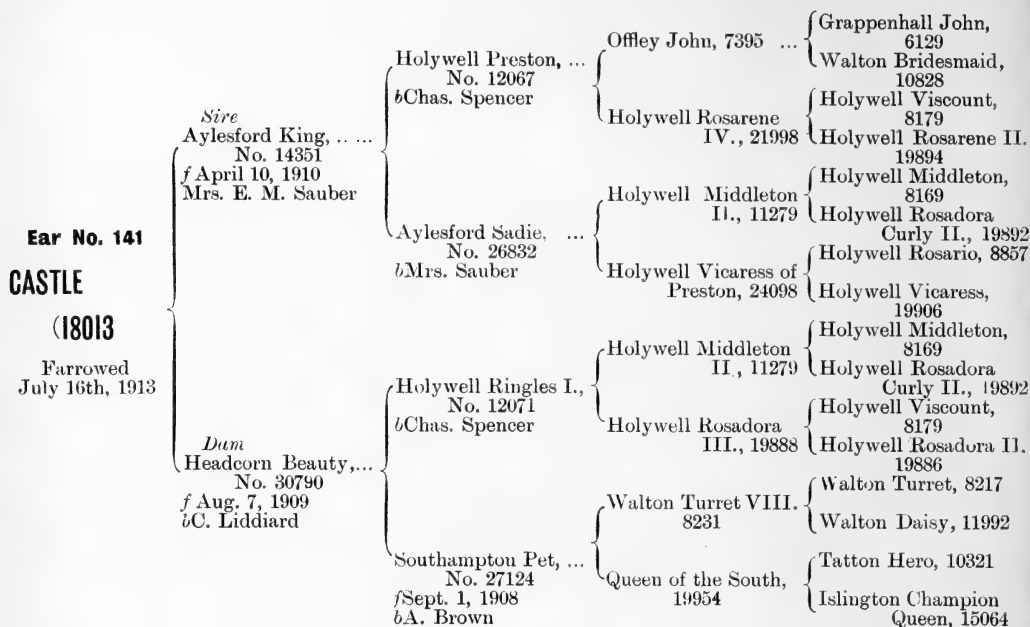 Ear No. 141
CASTLE
(18013
Farrowed
July 16th, 1913
Sire
Aylesford King, .. ...
No. 14351
f April 10, 1910
Mrs. E. M. Sauber
Dam
Headcorn Beauty,...
No. 30790
f Aug. 7, 1909
bC. Liddiard
Holywell Preston, ...
No. 12067
bChas. Spencer
Aylesford Sadie, ...
No. 26832
bMrs. Sauber
Holywell Ringles I.,
No. 12071
bChas. Spencer
Southampton Pet, ...
No. 27124
fSept. 1, 1908
bA. Brown
Offley John, 7395 ...
Holywell Rosarene
IV., 21998
Holywell Middleton
II., 11279
Holywell Vicaress of
Preston, 24098
Holywell Middleton
II., 11279
Holywell Rosadora
III., 19888
Walton Turret VIII.
8231
Queen of the South,
19954
Grappenhall John,
6129
Walton Bridesmaid,
10828
Holywell Viscount,
8179
Holywell Rosarene II.
19894
Holywell Middleton,
8169
Holywell Rosadora
Curly II., 19892
Holywell Rosario, 8857
Holywell Vicaress,
19906
Holywell Middleton,
8169
Holywell Rosadora
Curly II., 19892
Holywell Viscount,
8179
Holywell Rosadora II.
19886
Walton Turret, 8217
Walton Daisy, 11992
Tatton Hero, 10321
Islington Champion
Queen, 15064